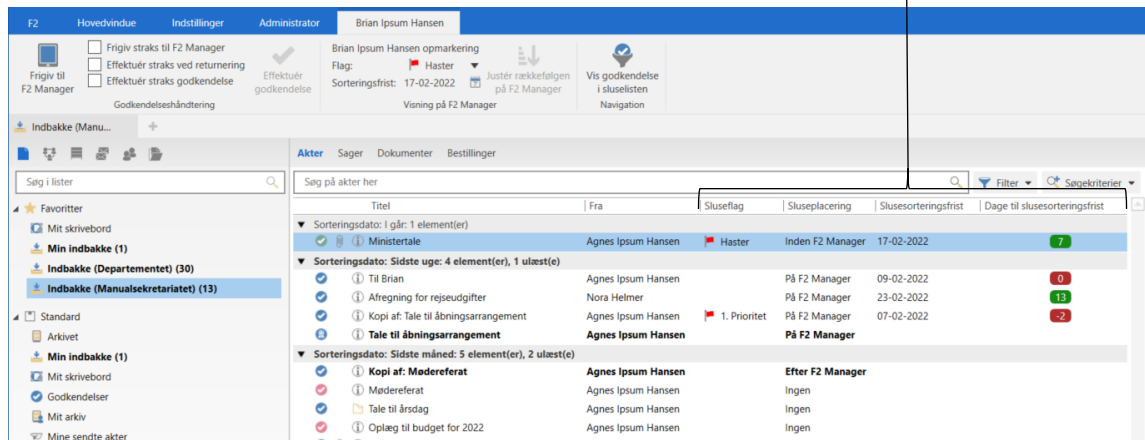 F2 Hovedvindue Indstillinger Administrator Brian Ipsum Hansen
Frigiv til F2 Manager
Frigiv straks til F2 Manager
Effektuér straks ved returnering
Effektuér straks godkendelse
Effektuér godkendelse
Godkendelseshåndtering
Brian Ipsum Hansen opmarkering
Flag: Haster
Sorteringsfrist: 17-02-2022
Justér rækkefølgen på F2 Manager
Visning på F2 Manager
Vis godkendelse i sluselisten
Navigation
Indbakke (Manu... +
Søg i lister
Favoritter
Mit skrivebord
Min indbakke (1)
Indbakke (Departementet) (30)
Indbakke (Manualsekretariatet) (13)
Standard
Arkivet
Min indbakke (1)
Mit skrivebord
Godkendelser
Mit arkiv
Mine sendte akter
Akter Sager Dokumenter Bestillinger
Søg på akter her Filter Søgekriterier
Titel Fra Sluseflag Sluseplacering Slusesorteringsfrist Dage til slusesorteringsfrist
Sorteringsdato: I går: 1 element(er)
Ministertale Agnes Ipsum Hansen Haster Inden F2 Manager 17-02-2022 7
Sorteringsdato: Sidste uge: 4 element(er), 1 ulæst(e)
Til Brian Agnes Ipsum Hansen På F2 Manager 09-02-2022 0
Afregning for rejseudgifter Nora Helmer På F2 Manager 23-02-2022 13
Kopi af: Tale til åbningsarrangement Agnes Ipsum Hansen 1. Prioritet På F2 Manager 07-02-2022 -2
Tale til åbningsarrangement Agnes Ipsum Hansen På F2 Manager
Sorteringsdato: Sidste måned: 5 element(er), 2 ulæst(e)
Kopi af: Mødereferat Agnes Ipsum Hansen Efter F2 Manager
Mødereferat Agnes Ipsum Hansen Ingen
Tale til årsdag Agnes Ipsum Hansen Ingen
Oplæg til budget for 2022 Agnes Ipsum Hansen Ingen